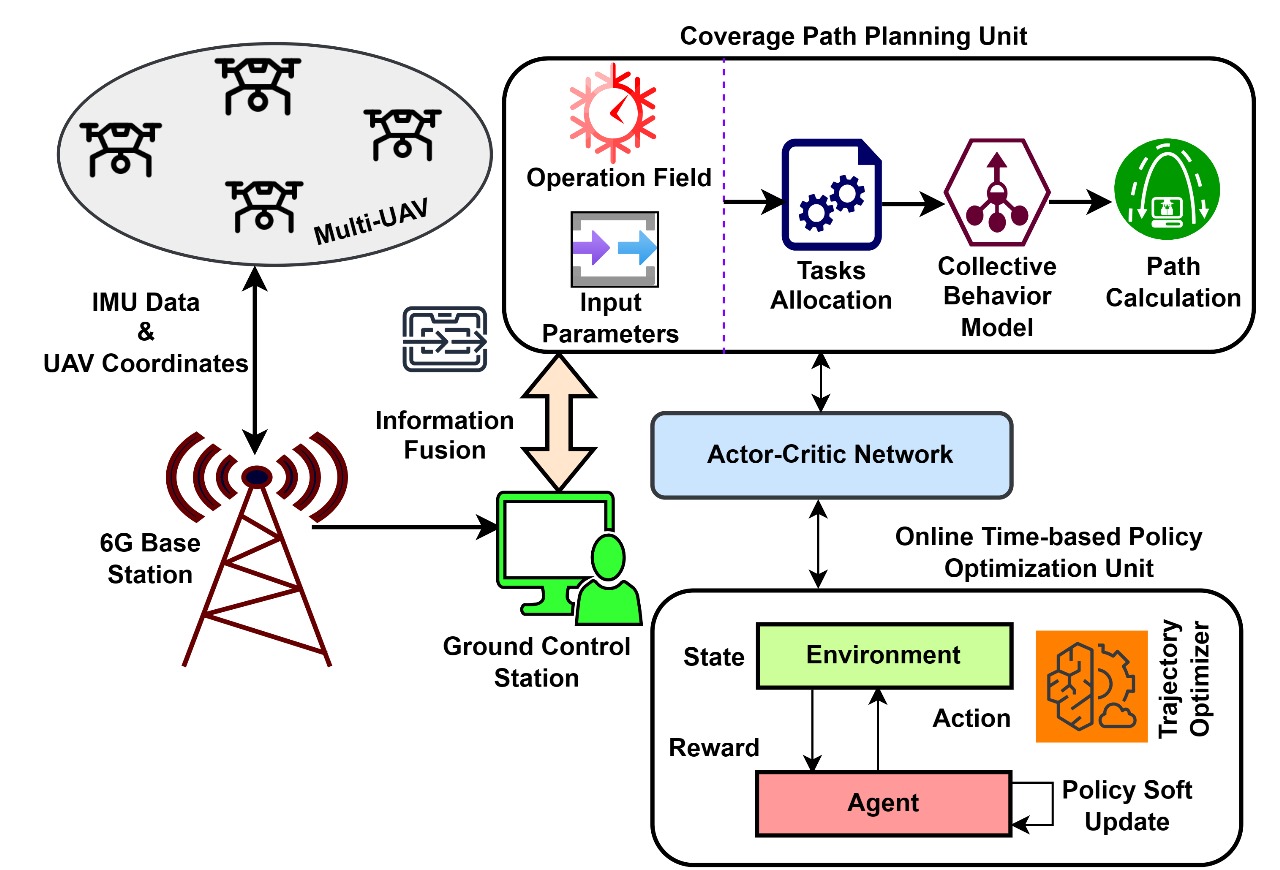 Coverage Path Planning Unit
Multi-UAV
Operation Field
Input
Parameters
Tasks
Allocation
Collective
Behavior
Model
Path
Calculation
IMU Data
&
UAV Coordinates
Information
Fusion
Actor-Critic Network
6G Base
Station
Ground Control
Station
Online Time-based Policy
Optimization Unit
State
Environment
Trajectory
Optimizer
Action
Reward
Agent
Policy Soft
Update